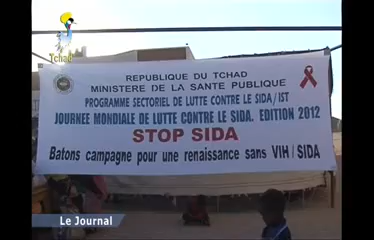 Tchad
REPUBLIQUE DU TCHAD
MINISTERE DE LA SANTE PUBLIQUE
PROGRAMME SECTORIEL DE LUTTE CONTRE LE SIDA/IST
JOURNEE MONDIALE DE LUTTE CONTRE LE SIDA. EDITION 2012
STOP SIDA
Batons campagne pour une renaissance sans VIH/SIDA
Le Journal